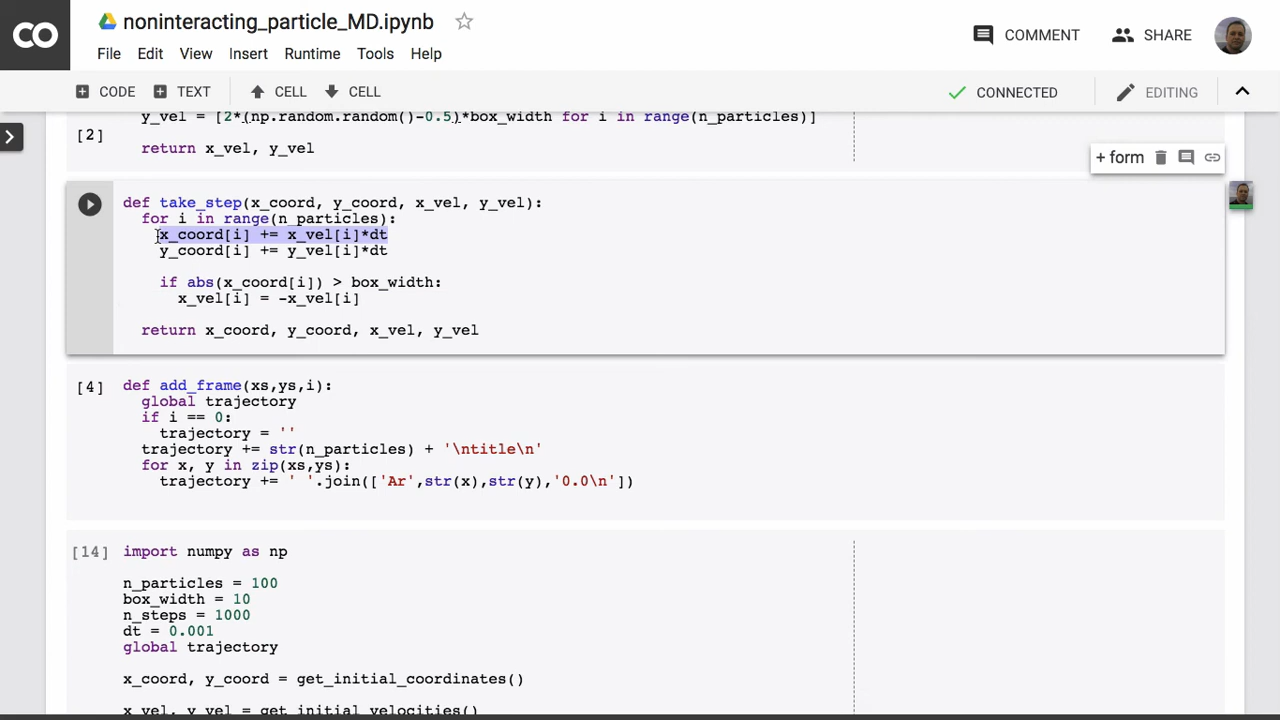 CO
noninteracting_particle_MD.ipynb
File Edit View Insert Runtime Tools Help
COMMENT SHARE
CODE TEXT CELL CELL
CONNECTED EDITING
y_vel = [2*(np.random.random()-0.5)*box_width for i in range(n_particles)]
[2]
return x_vel, y_vel
+ form
def take_step(x_coord, y_coord, x_vel, y_vel):
for i in range(n_particles):
x_coord[i] += x_vel[i]*dt
y_coord[i] += y_vel[i]*dt
if abs(x_coord[i]) > box_width:
x_vel[i] = -x_vel[i]
return x_coord, y_coord, x_vel, y_vel
[4] def add_frame(xs,ys,i):
global trajectory
if i == 0:
trajectory = ''
trajectory += str(n_particles) + '\ntitle\n'
for x, y in zip(xs,ys):
trajectory += ' '.join(['Ar',str(x),str(y),'0.0\n'])
[14] import numpy as np
n_particles = 100
box_width = 10
n_steps = 1000
dt = 0.001
global trajectory
x_coord, y_coord = get_initial_coordinates()
x_vel, y_vel = get_initial_velocities()